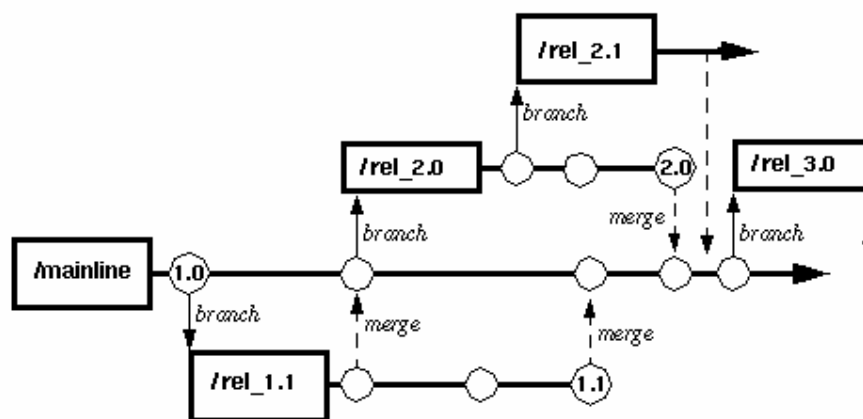 /rel_2.1
branch
/rel_2.0
2.0
/rel_3.0
merge
branch
branch
/mainline
1.0
branch
merge
merge
/rel_1.1
1.1